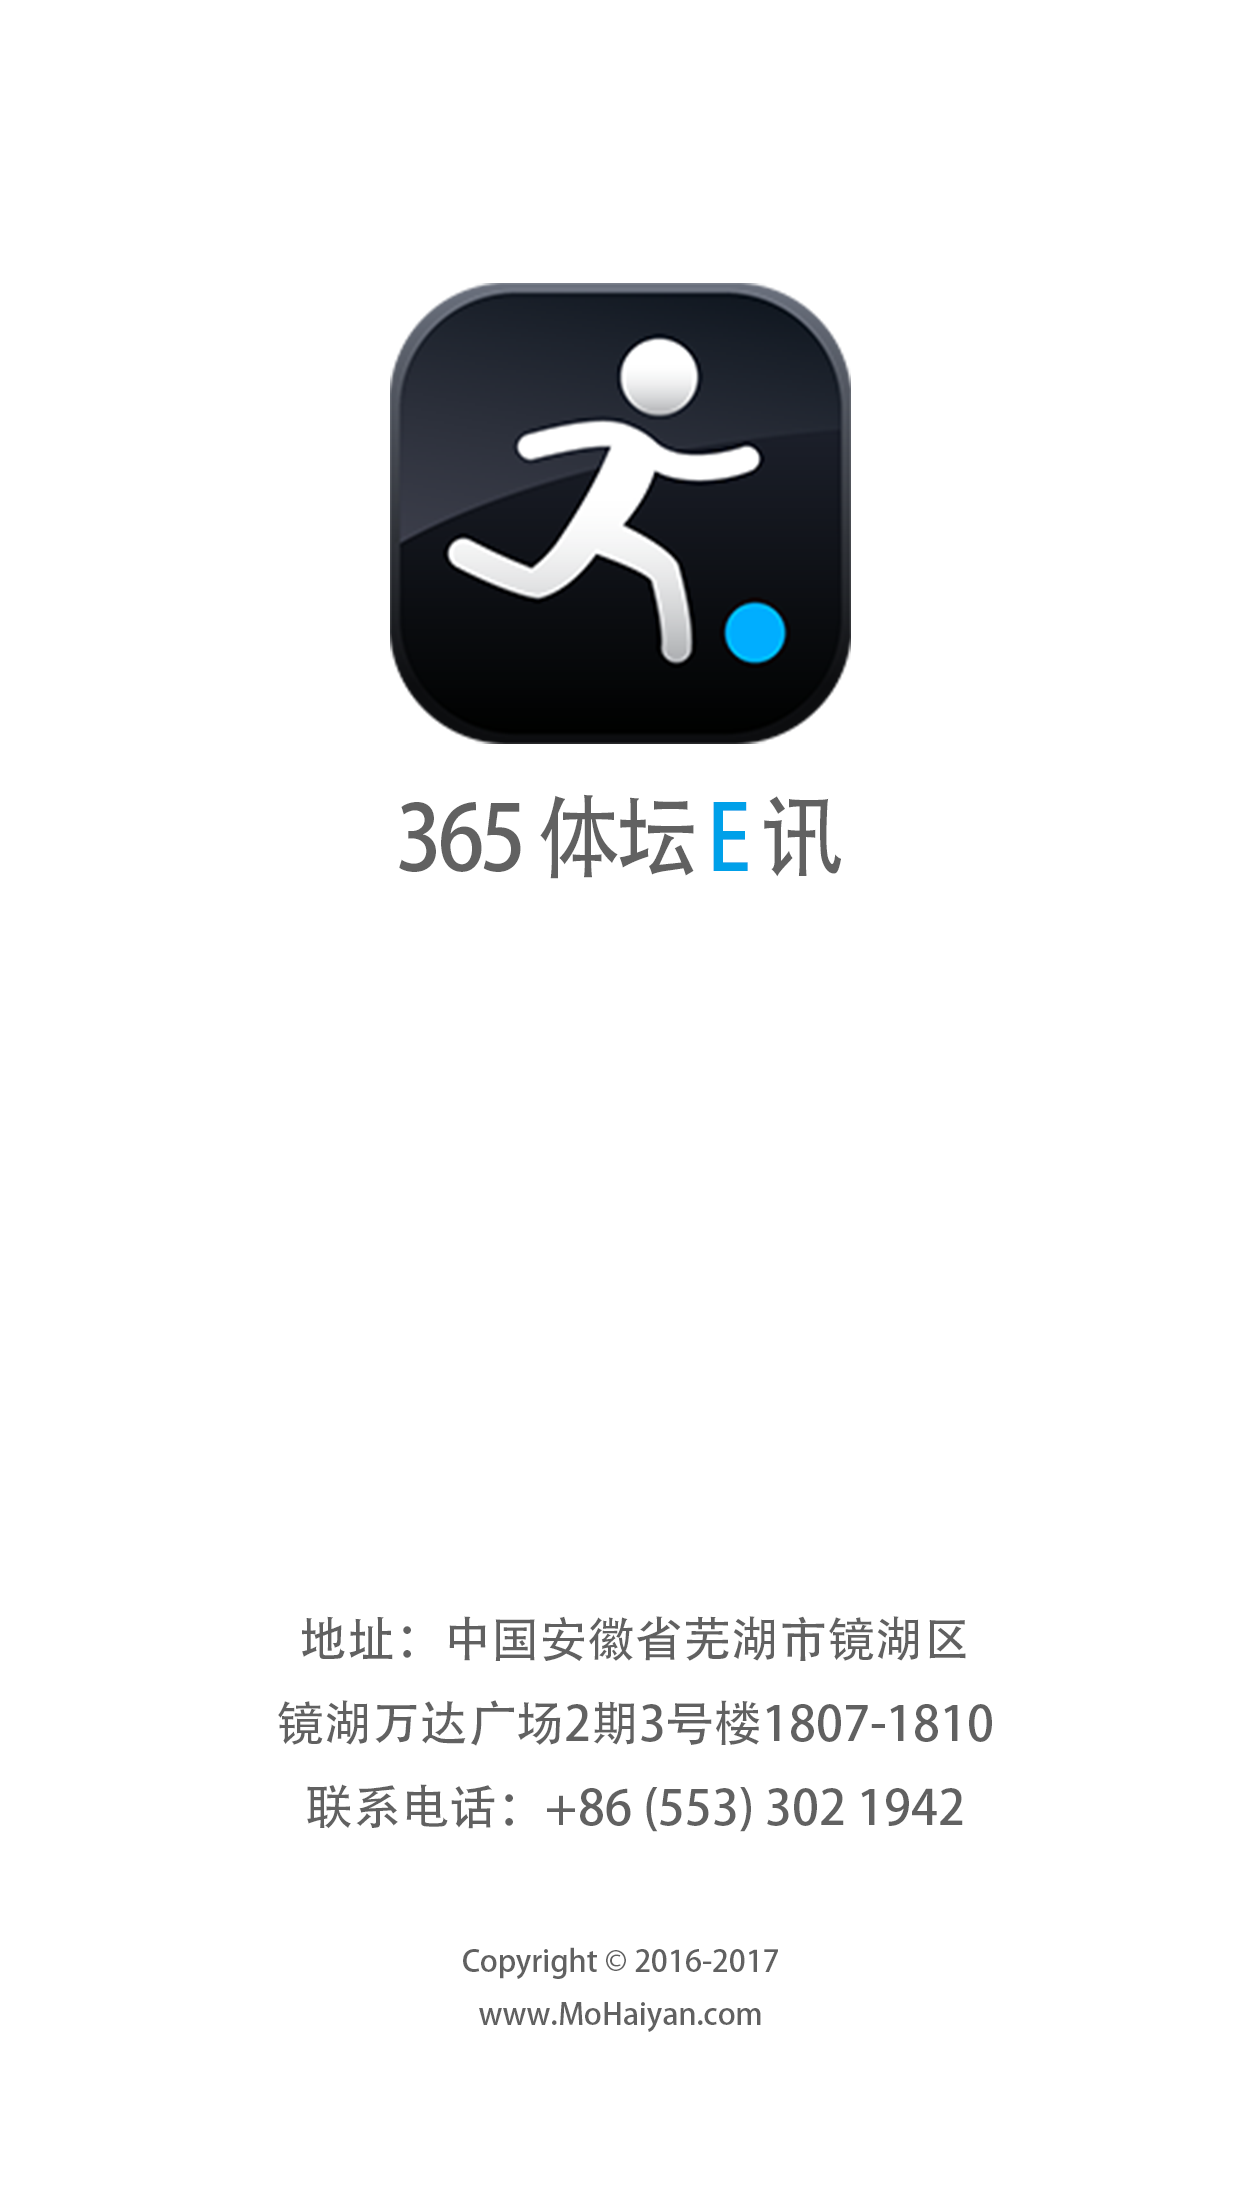 365 体坛 E 讯
地址：中国安徽省芜湖市镜湖区
镜湖万达广场2期3号楼1807-1810
联系电话：+86 (553) 302 1942
Copyright © 2016-2017
www.MoHaiyan.com